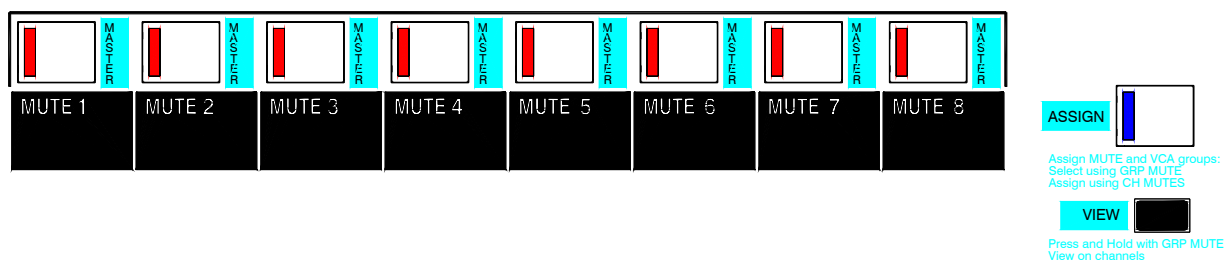 MASTER MASTER MASTER MASTER MASTER MASTER MASTER MASTER
MUTE 1 MUTE 2 MUTE 3 MUTE 4 MUTE 5 MUTE 6 MUTE 7 MUTE 8
ASSIGN
Assign MUTE and VCA groups:
Select using GRP MUTE
Assign using CH MUTES
VIEW
Press and Hold with GRP MUTE
View on channels